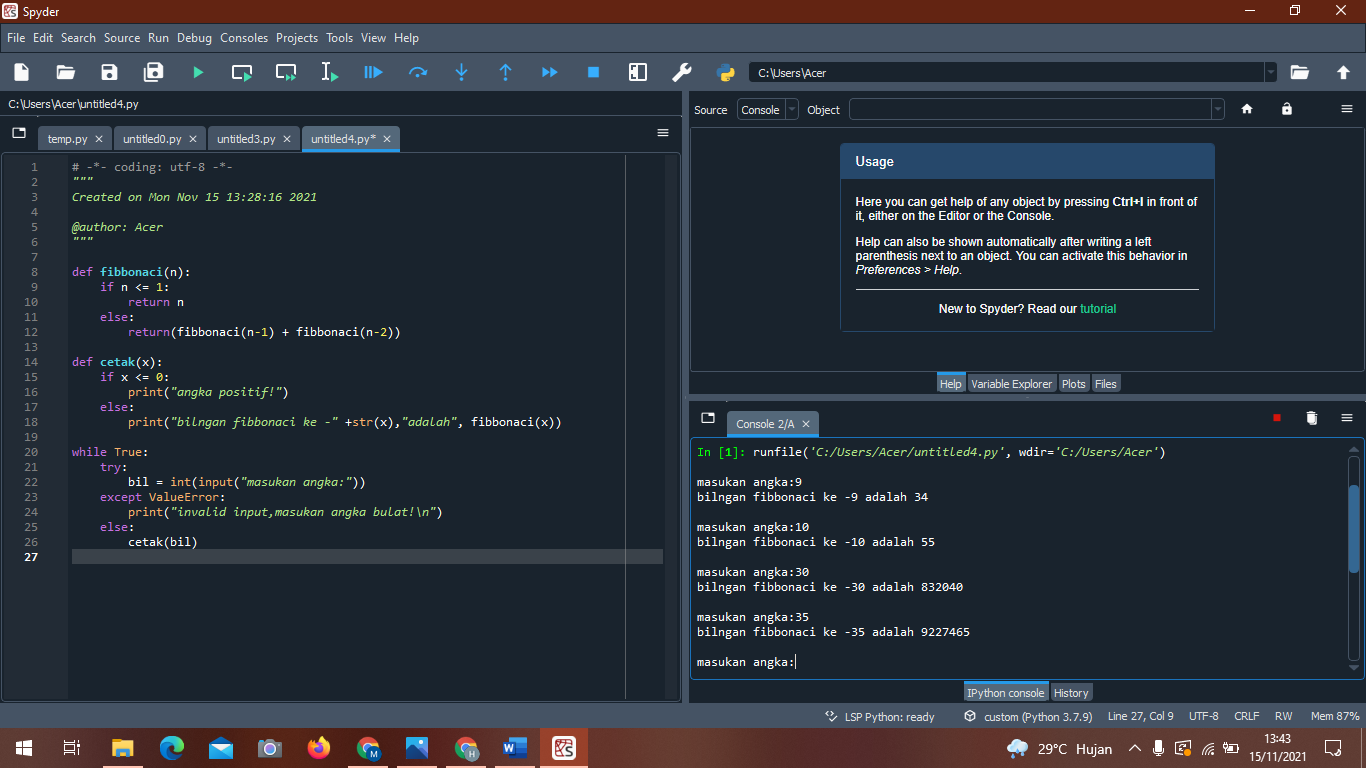 Spyder
File Edit Search Source Run Debug Consoles Projects Tools View Help
C:\Users\Acer
C:\Users\Acer\untitled4.py
temp.py untitled0.py untitled3.py untitled4.py*
1 # -*- coding: utf-8 -*-
2 """
3 Created on Mon Nov 15 13:28:16 2021
4
5 @author: Acer
6 """
7
8 def fibbonaci(n):
9 if n <= 1:
10 return n
11 else:
12 return(fibbonaci(n-1) + fibbonaci(n-2))
13
14 def cetak(x):
15 if x <= 0:
16 print("angka positif!")
17 else:
18 print("bilngan fibbonaci ke -" +str(x),"adalah", fibbonaci(x))
19
20 while True:
21 try:
22 bil = int(input("masukan angka:"))
23 except ValueError:
24 print("invalid input,masukan angka bulat!\n")
25 else:
26 cetak(bil)
27
Source Console Object
Usage
Here you can get help of any object by pressing Ctrl+I in front of
it, either on the Editor or the Console.
Help can also be shown automatically after writing a left
parenthesis next to an object. You can activate this behavior in
Preferences > Help.
New to Spyder? Read our tutorial
Help Variable Explorer Plots Files
Console 2/A
In [1]: runfile('C:/Users/Acer/untitled4.py', wdir='C:/Users/Acer')
masukan angka:9
bilngan fibbonaci ke -9 adalah 34
masukan angka:10
bilngan fibbonaci ke -10 adalah 55
masukan angka:30
bilngan fibbonaci ke -30 adalah 832040
masukan angka:35
bilngan fibbonaci ke -35 adalah 9227465
masukan angka:
IPython console History
LSP Python: ready custom (Python 3.7.9) Line 27, Col 9 UTF-8 CRLF RW Mem 87%
29°C Hujan
13:43
15/11/2021